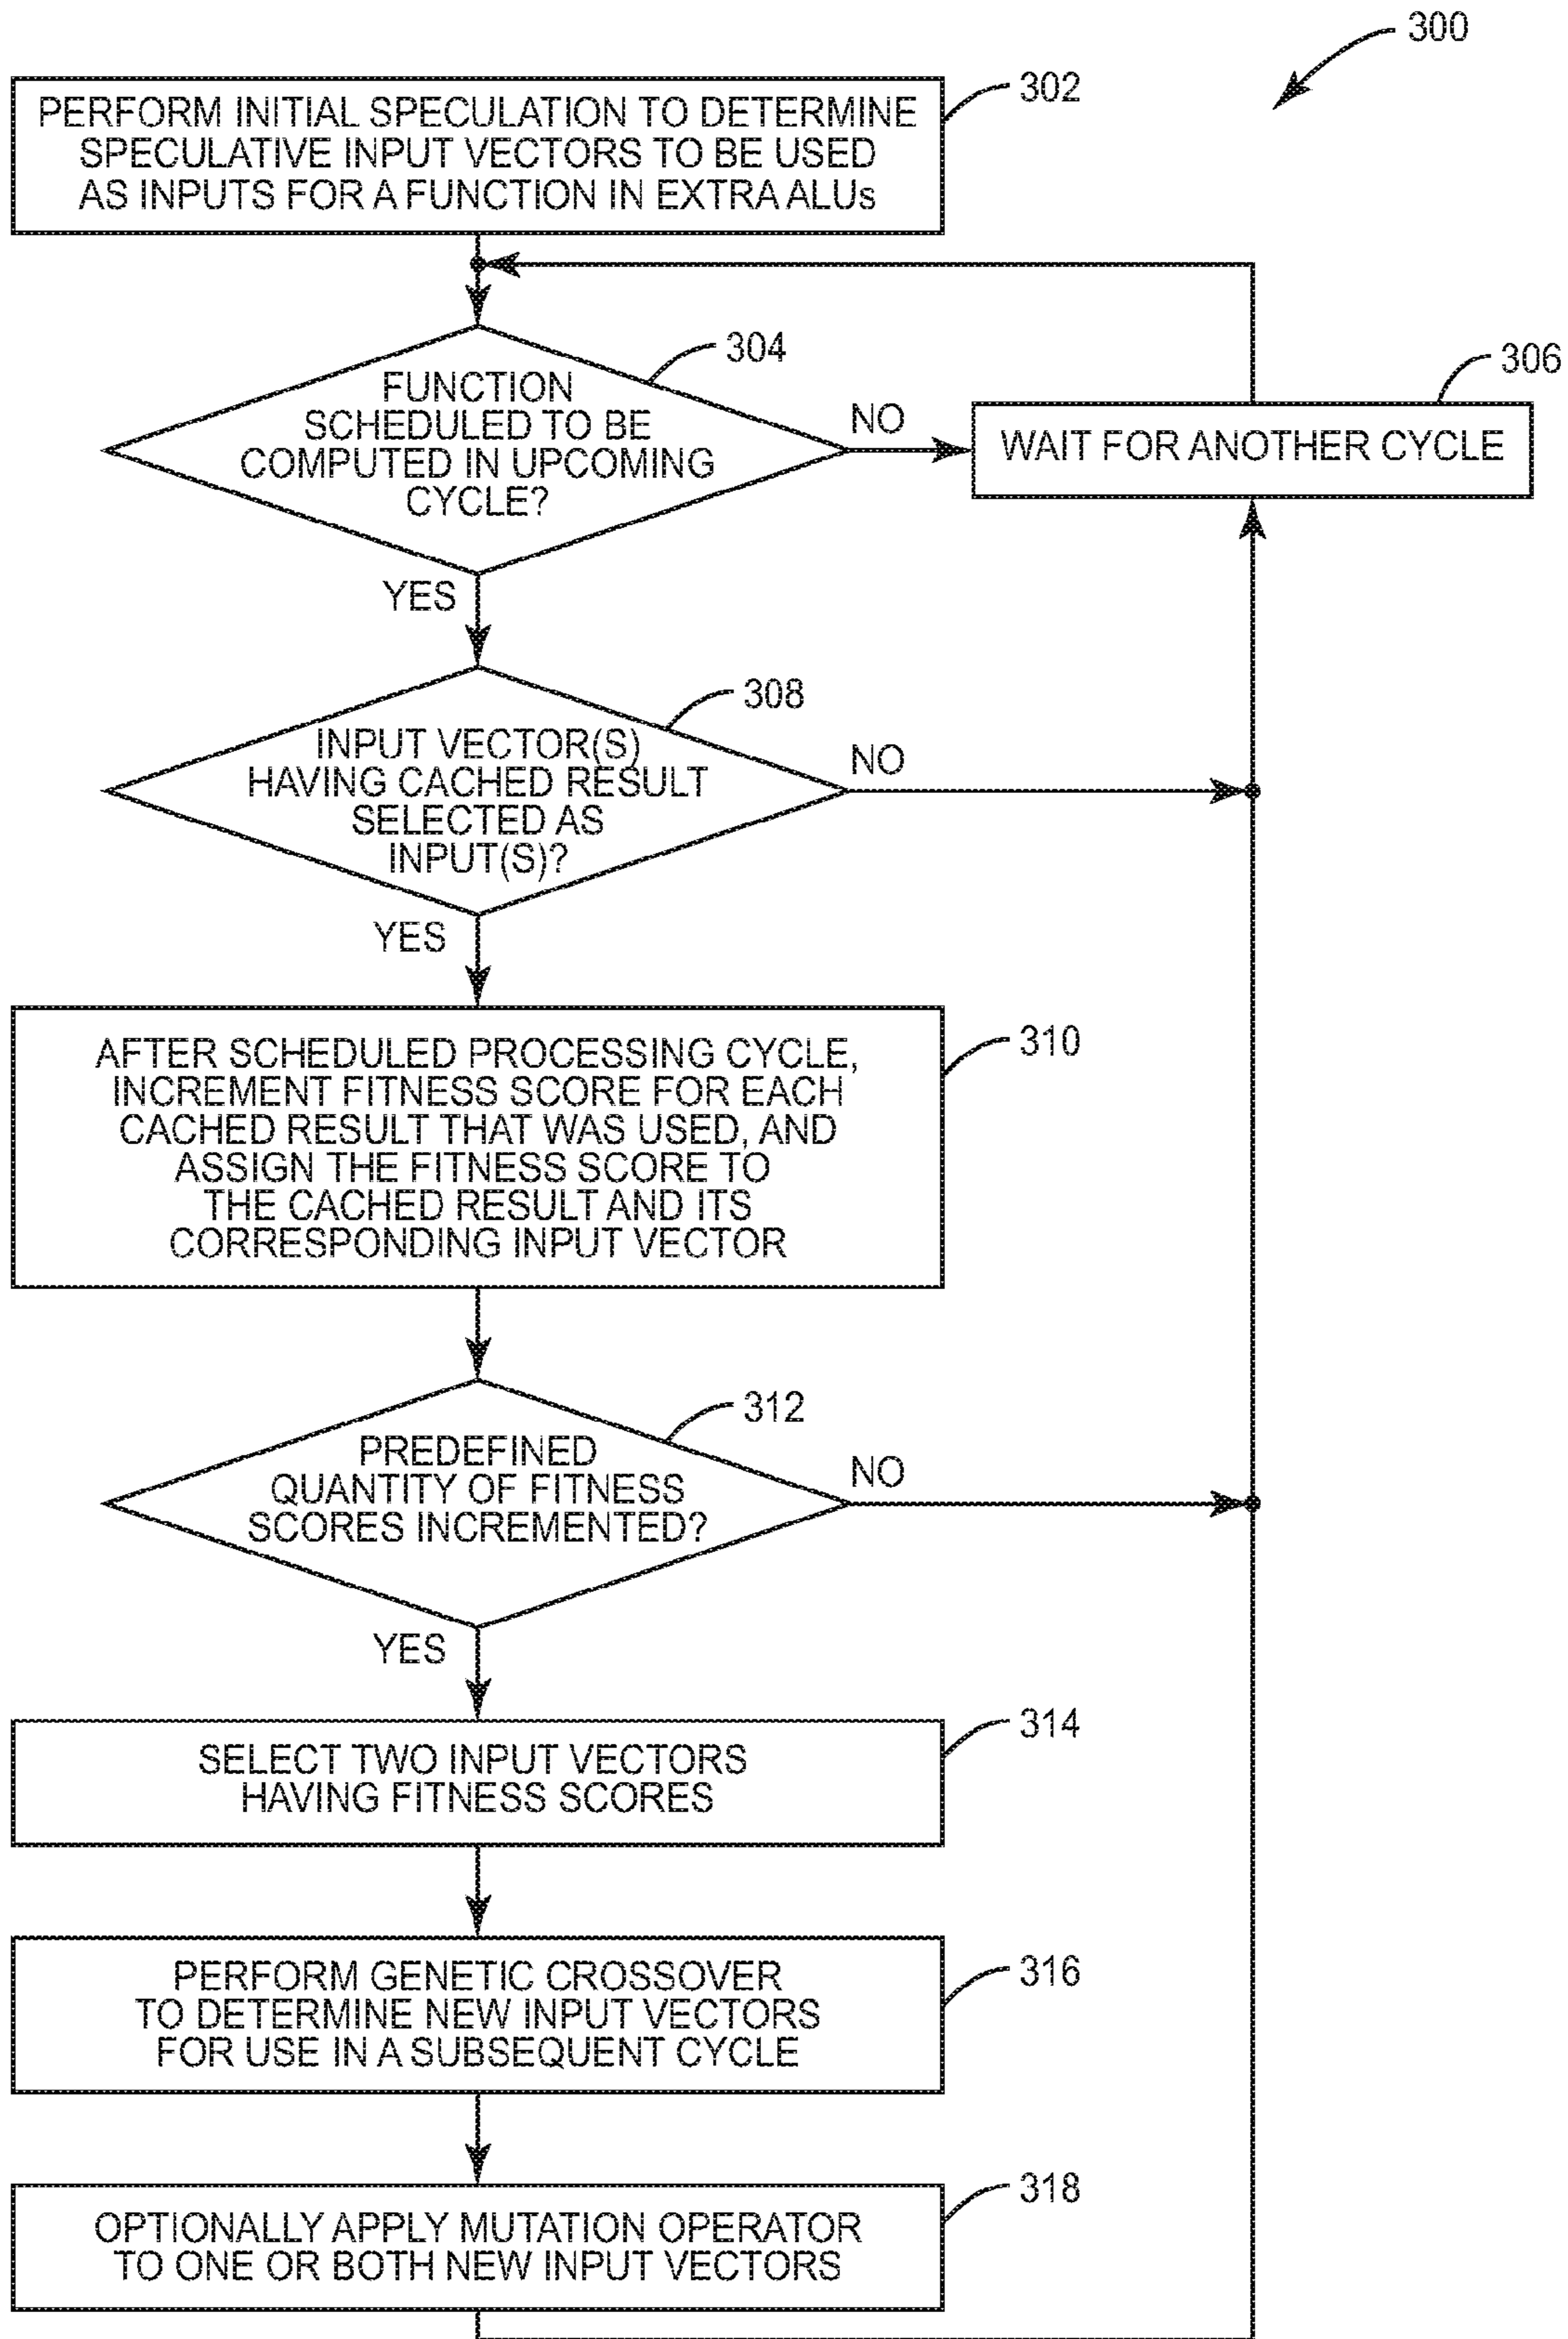 300
302
PERFORM INITIAL SPECULATION TO DETERMINE
SPECULATIVE INPUT VECTORS TO BE USED
AS INPUTS FOR A FUNCTION IN EXTRA ALUs
304
FUNCTION
SCHEDULED TO BE
COMPUTED IN UPCOMING
CYCLE?
NO
306
WAIT FOR ANOTHER CYCLE
YES
308
INPUT VECTOR(S)
HAVING CACHED RESULT
SELECTED AS
INPUT(S)?
NO
YES
310
AFTER SCHEDULED PROCESSING CYCLE,
INCREMENT FITNESS SCORE FOR EACH
CACHED RESULT THAT WAS USED, AND
ASSIGN THE FITNESS SCORE TO
THE CACHED RESULT AND ITS
CORRESPONDING INPUT VECTOR
312
PREDEFINED
QUANTITY OF FITNESS
SCORES INCREMENTED?
NO
YES
314
SELECT TWO INPUT VECTORS
HAVING FITNESS SCORES
316
PERFORM GENETIC CROSSOVER
TO DETERMINE NEW INPUT VECTORS
FOR USE IN A SUBSEQUENT CYCLE
318
OPTIONALLY APPLY MUTATION OPERATOR
TO ONE OR BOTH NEW INPUT VECTORS